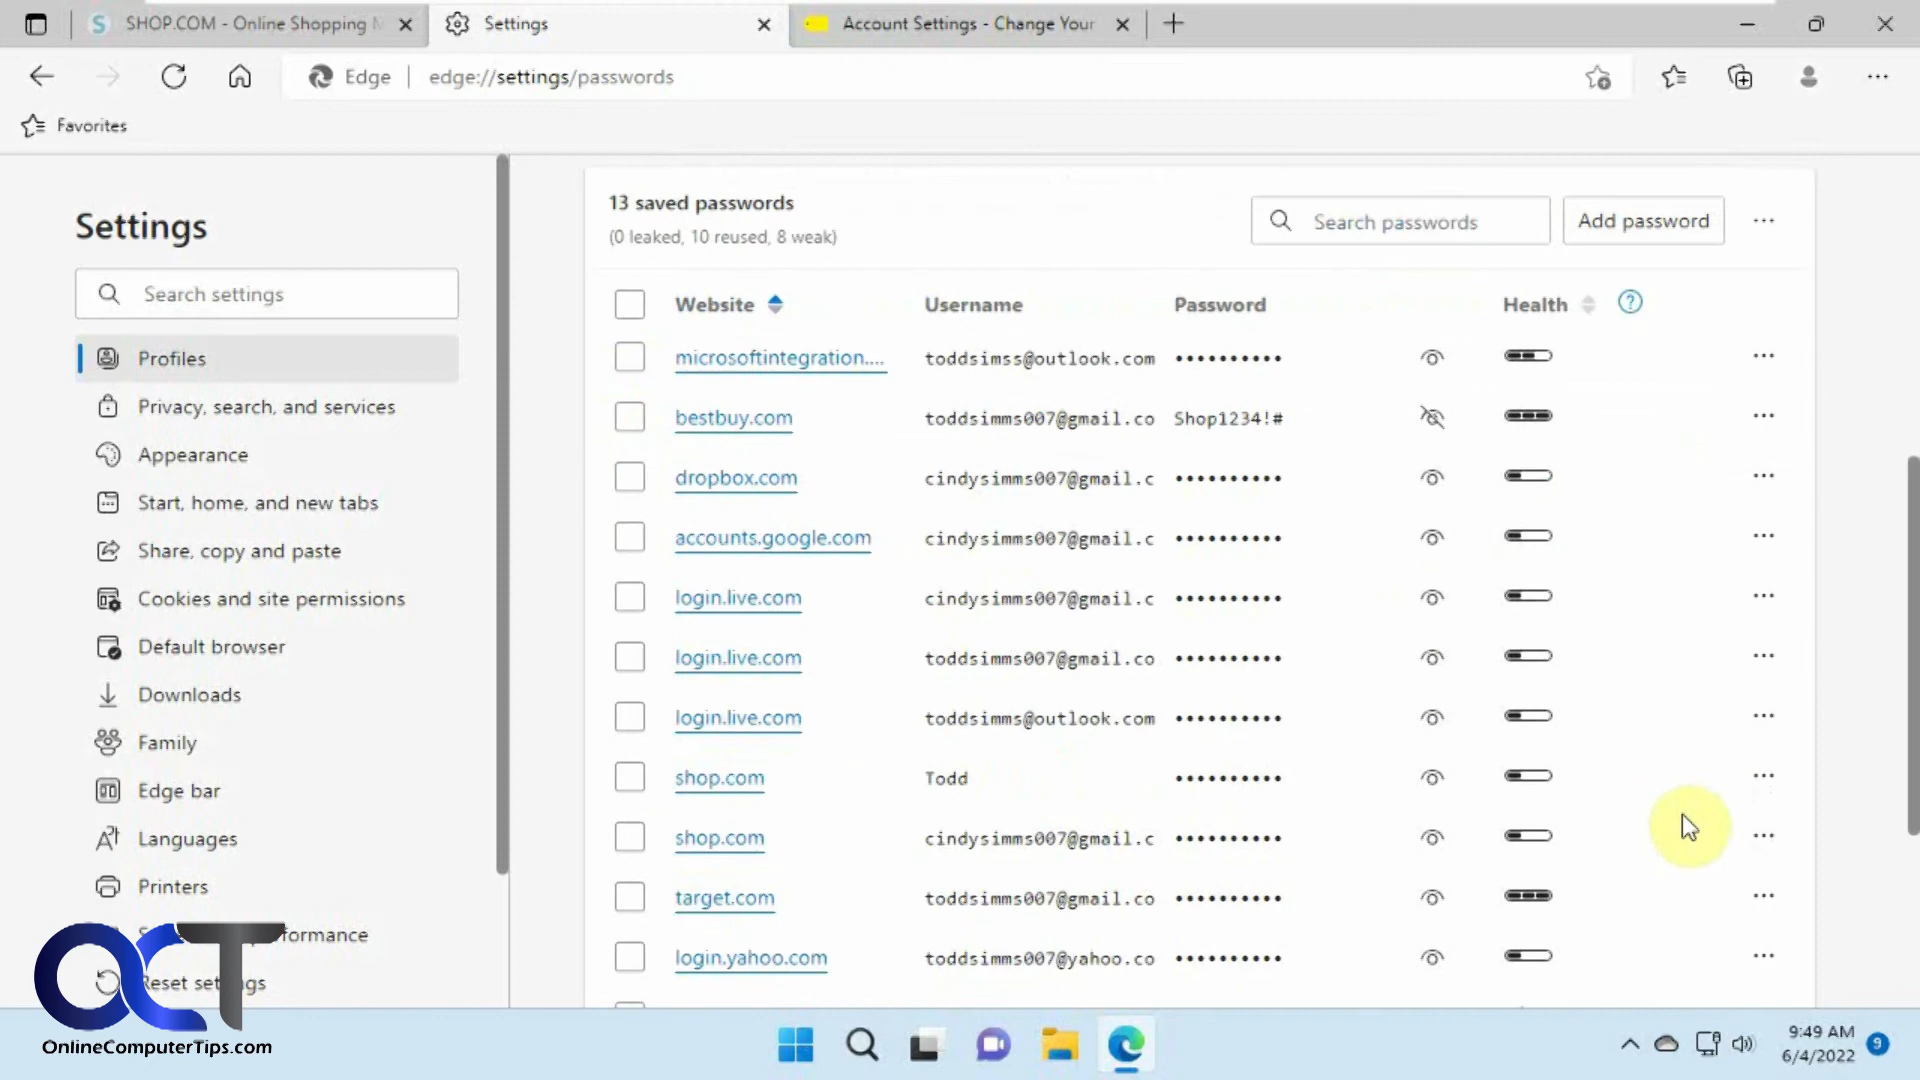 SHOP.COM - Online Shopping M
Settings
Account Settings - Change Your
Edge
edge://settings/passwords
Favorites
Settings
Search settings
Profiles
Privacy, search, and services
Appearance
Start, home, and new tabs
Share, copy and paste
Cookies and site permissions
Default browser
Downloads
Family
Edge bar
Languages
Printers
formance
Reset settings
OCT
OnlineComputerTips.com
13 saved passwords
(0 leaked, 10 reused, 8 weak)
Search passwords
Add password
Website Username Password Health
microsoftintegration.... toddsimss@outlook.com ••••••••••
bestbuy.com toddsimms007@gmail.co Shop1234!#
dropbox.com cindysimms007@gmail.c ••••••••••
accounts.google.com cindysimms007@gmail.c ••••••••••
login.live.com cindysimms007@gmail.c ••••••••••
login.live.com toddsimms007@gmail.co ••••••••••
login.live.com toddsimms@outlook.com ••••••••••
shop.com Todd ••••••••••
shop.com cindysimms007@gmail.c ••••••••••
target.com toddsimms007@gmail.co ••••••••••
login.yahoo.com toddsimms007@yahoo.co ••••••••••
9:49 AM
6/4/2022
9